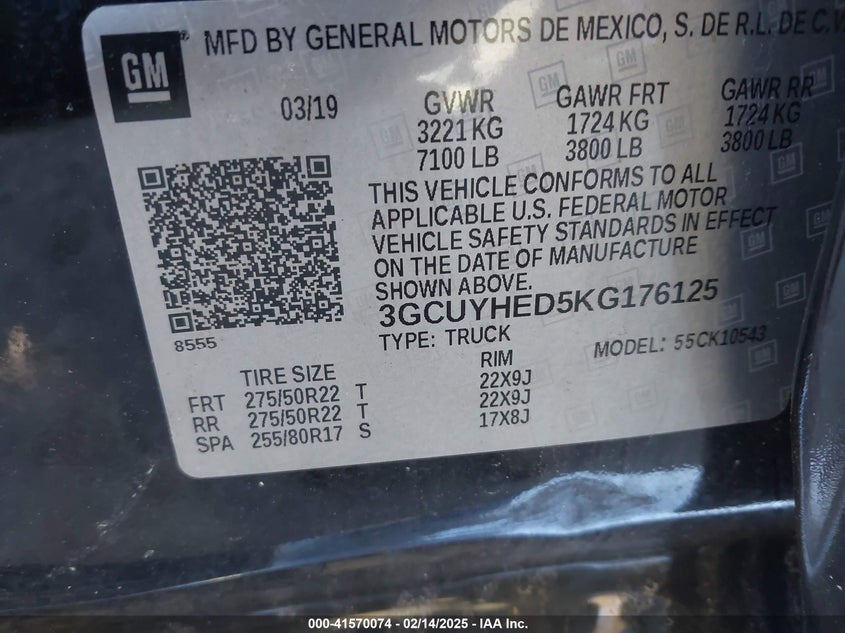 GM ® MFD BY GENERAL MOTORS DE MEXICO, S. DE R.L. DE C.V
03/19 GVWR GAWR FRT GAWR RR
3221 KG 1724 KG 1724 KG
7100 LB 3800 LB 3800 LB
THIS VEHICLE CONFORMS TO ALL
APPLICABLE U.S. FEDERAL MOTOR
VEHICLE SAFETY STANDARDS IN EFFECT
ON THE DATE OF MANUFACTURE
SHOWN ABOVE.
3GCUYHED5KG176125
8555
TYPE: TRUCK MODEL: 55CK10543
TIRE SIZE RIM
FRT 275/50R22 T 22X9J
RR 275/50R22 T 22X9J
SPA 255/80R17 S 17X8J
000-41570074 - 02/14/2025 - IAA Inc.